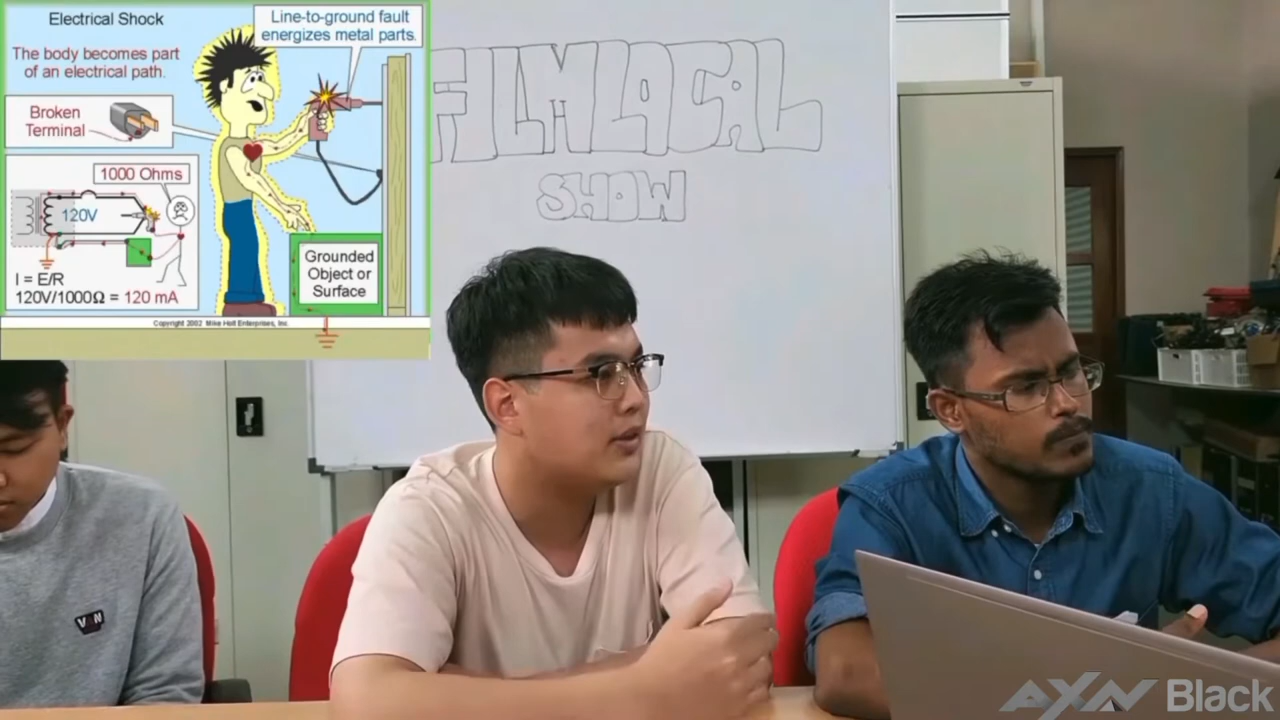 Electrical Shock
Line-to-ground fault
energizes metal parts.
The body becomes part
of an electrical path.
Broken
Terminal
1000 Ohms
120V
I = E/R
120V/1000Ω = 120 mA
Grounded
Object or
Surface
Copyright 2002 Mike Holt Enterprises, Inc.
FILMLOCAL
SHOW
VAN
AXN Black